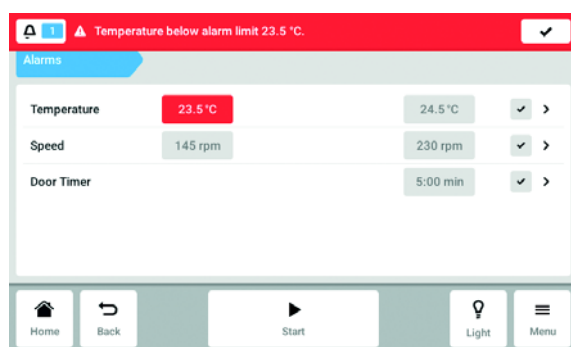 1 Temperature below alarm limit 23.5 °C.
Alarms
Temperature 23.5 °C 24.5 °C
Speed 145 rpm 230 rpm
Door Timer 5:00 min
Home Back Start Light Menu